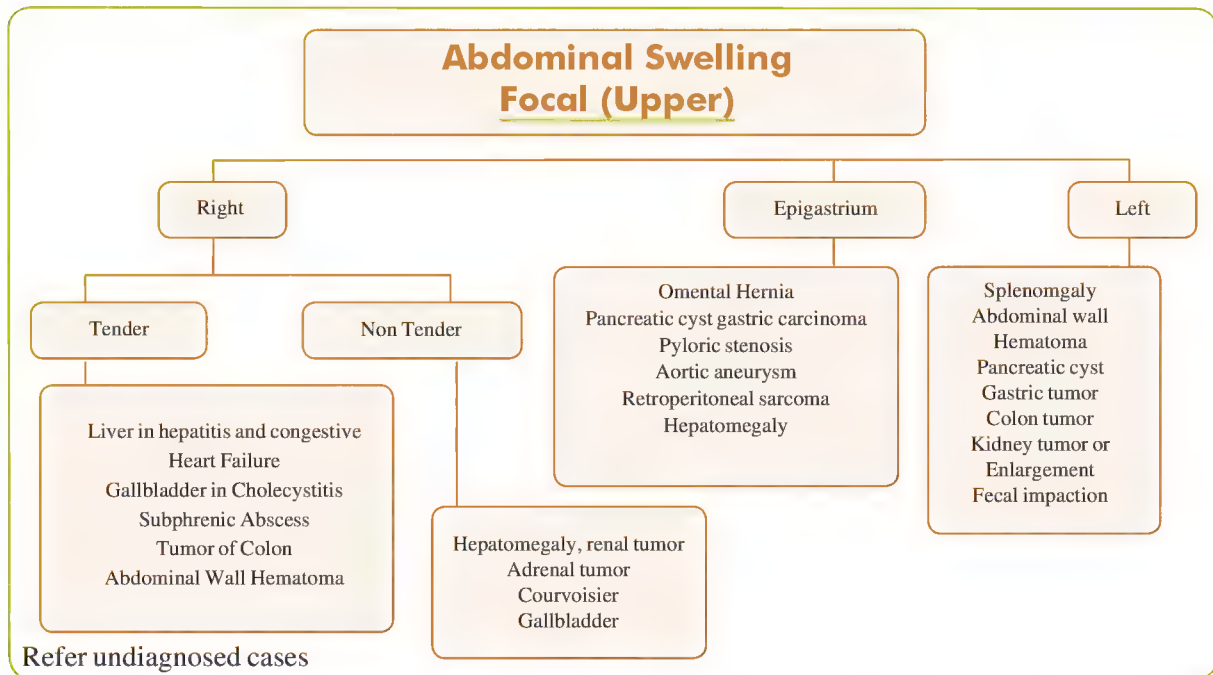 Abdominal Swelling
Focal (Upper)
Right
Epigastrium
Left
Tender
Non Tender
Liver in hepatitis and congestive
Heart Failure
Gallbladder in Cholecystitis
Subphrenic Abscess
Tumor of Colon
Abdominal Wall Hematoma
Hepatomegaly, renal tumor
Adrenal tumor
Courvoisier
Gallbladder
Omental Hernia
Pancreatic cyst gastric carcinoma
Pyloric stenosis
Aortic aneurysm
Retroperitoneal sarcoma
Hepatomegaly
Splenomgaly
Abdominal wall
Hematoma
Pancreatic cyst
Gastric tumor
Colon tumor
Kidney tumor or
Enlargement
Fecal impaction
Refer undiagnosed cases